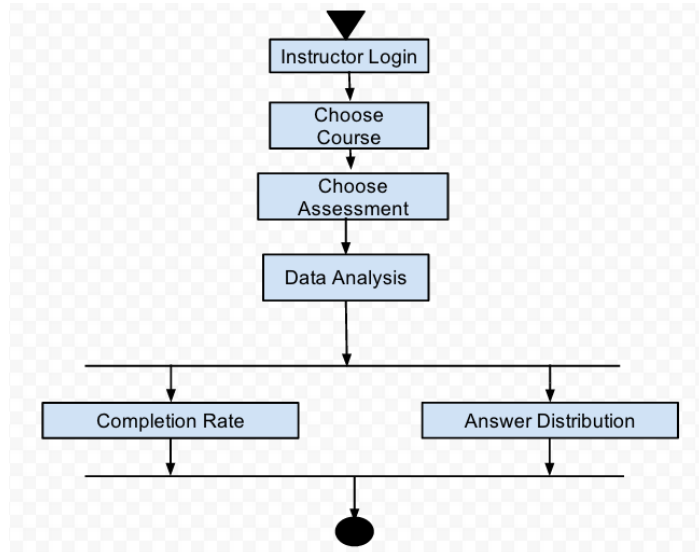 Instructor Login
Choose
Course
Choose
Assessment
Data Analysis
Completion Rate
Answer Distribution